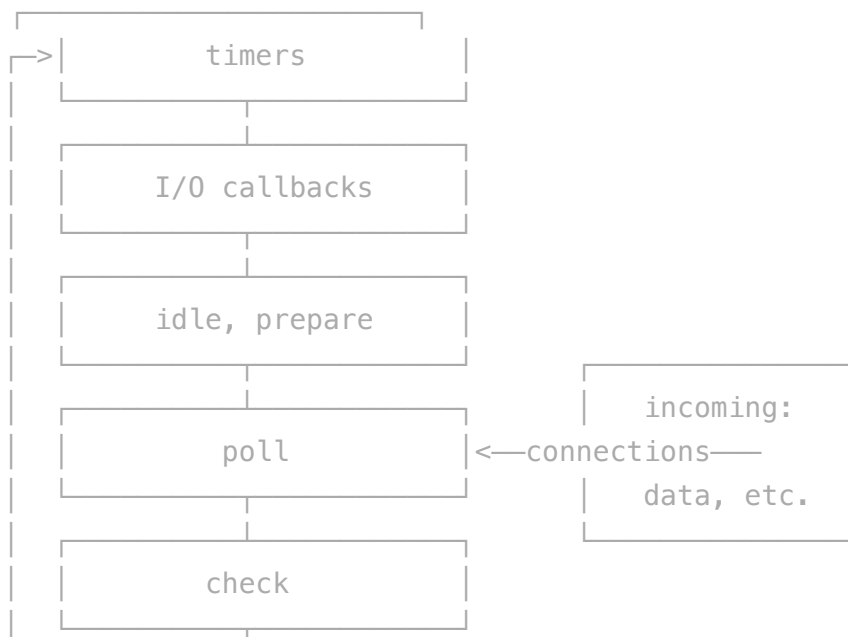 timers
I/O callbacks
idle, prepare
incoming:
poll
connections
data, etc.
check